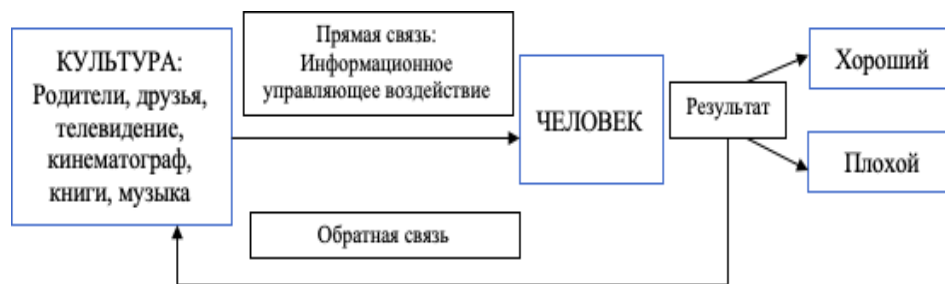 КУЛЬТУРА:
Родители, друзья,
телевидение,
кинематограф,
книги, музыка
Прямая связь:
Информационное
управляющее воздействие
ЧЕЛОВЕК
Результат
Хороший
Плохой
Обратная связь